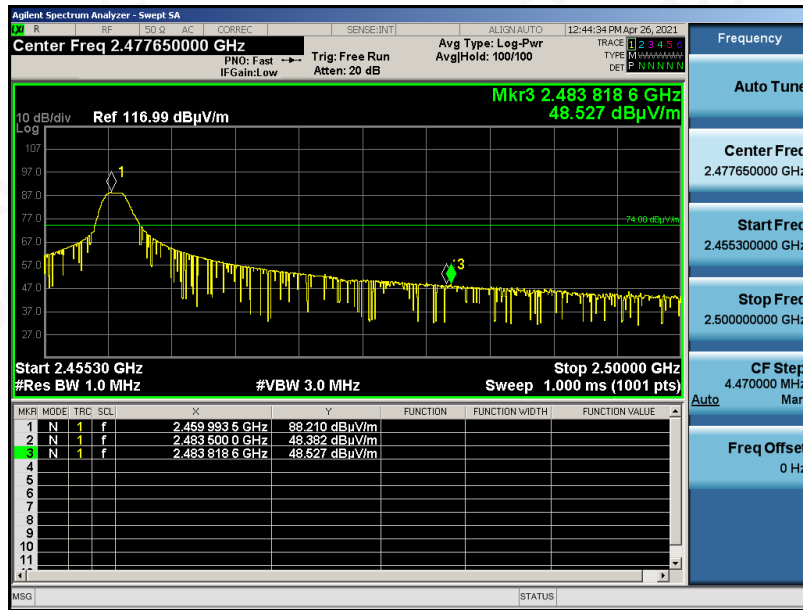 Agilent Spectrum Analyzer - Swept SA
LXI R RF 50 Ω AC CORREC SENSE:INT ALIGN AUTO 12:44:34 PM Apr 26, 2021
Center Freq 2.477650000 GHz
PNO: Fast
IFGain:Low
Trig: Free Run
Atten: 20 dB
Avg Type: Log-Pwr
Avg|Hold: 100/100
TRACE 1 2 3 4 5 6
TYPE M
DET P N N N N N
Mkr3 2.483 818 6 GHz
48.527 dBµV/m
10 dB/div Ref 116.99 dBµV/m
Log
107
97.0
87.0
77.0
67.0
57.0
47.0
37.0
27.0
1
74.00 dBµV/m
3
Start 2.45530 GHz Stop 2.50000 GHz
#Res BW 1.0 MHz #VBW 3.0 MHz Sweep 1.000 ms (1001 pts)
MKR MODE TRC SCL X Y FUNCTION FUNCTION WIDTH FUNCTION VALUE
1 N 1 f 2.459 993 5 GHz 88.210 dBµV/m
2 N 1 f 2.483 500 0 GHz 48.382 dBµV/m
3 N 1 f 2.483 818 6 GHz 48.527 dBµV/m
4
5
6
7
8
9
10
11
MSG STATUS
Frequency
Auto Tune
Center Freq
2.477650000 GHz
Start Freq
2.455300000 GHz
Stop Freq
2.500000000 GHz
CF Step
4.470000 MHz
Auto Man
Freq Offset
0 Hz